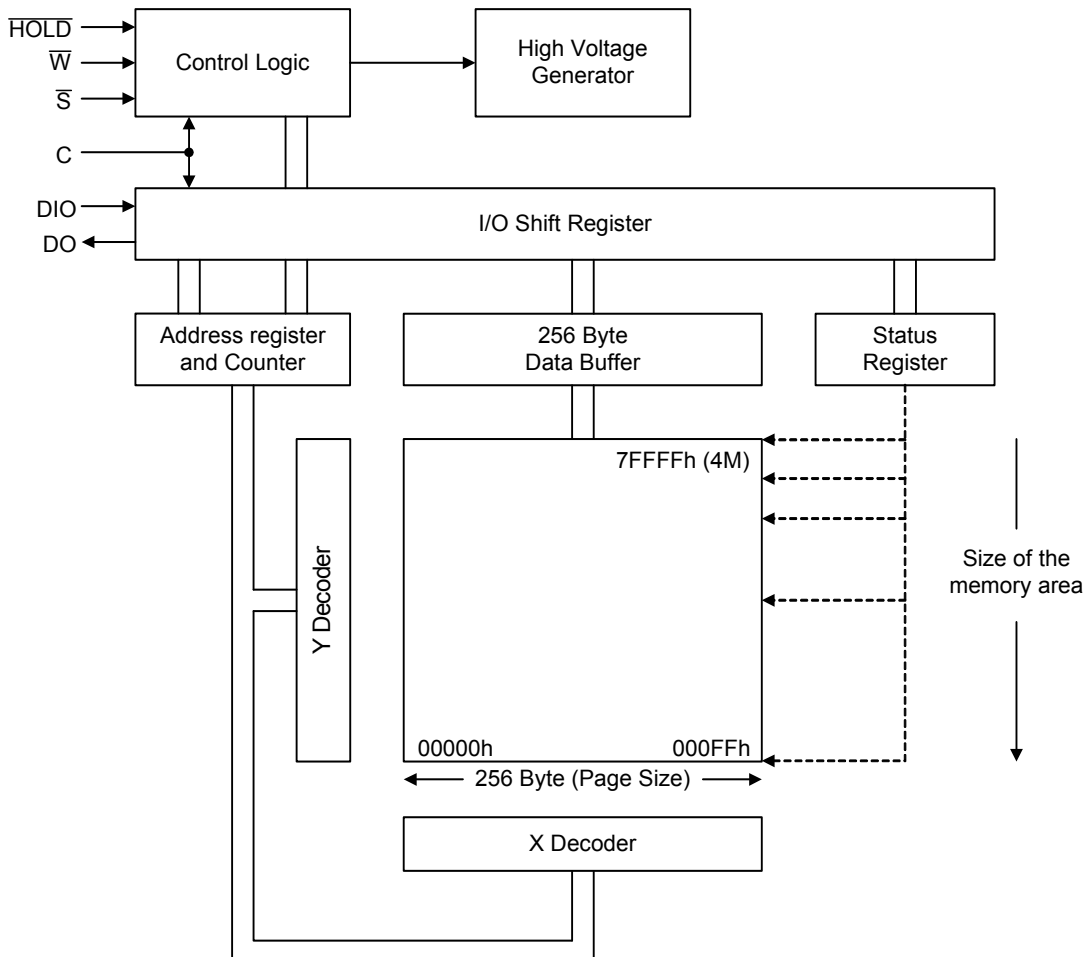 H̅O̅L̅D̅
W̅
S̅
C
DIO
DO
Control Logic
High Voltage
Generator
I/O Shift Register
Address register
and Counter
256 Byte
Data Buffer
Status
Register
Y Decoder
7FFFFh (4M)
00000h
000FFh
256 Byte (Page Size)
X Decoder
Size of the
memory area